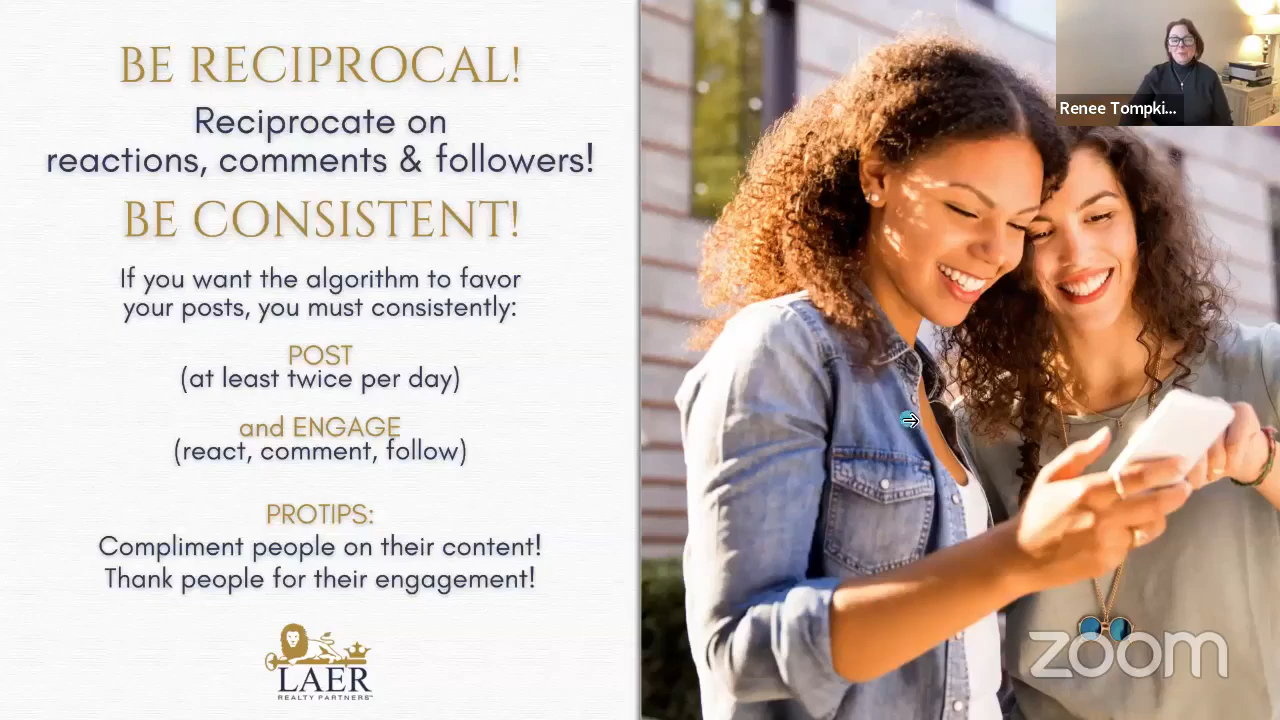 BE RECIPROCAL!
Reciprocate on
reactions, comments & followers!
BE CONSISTENT!
If you want the algorithm to favor
your posts, you must consistently:
POST
(at least twice per day)
and ENGAGE
(react, comment, follow)
PROTIPS:
Compliment people on their content!
Thank people for their engagement!
LAER
REALTY PARTNERS
Renee Tompki...
zoom